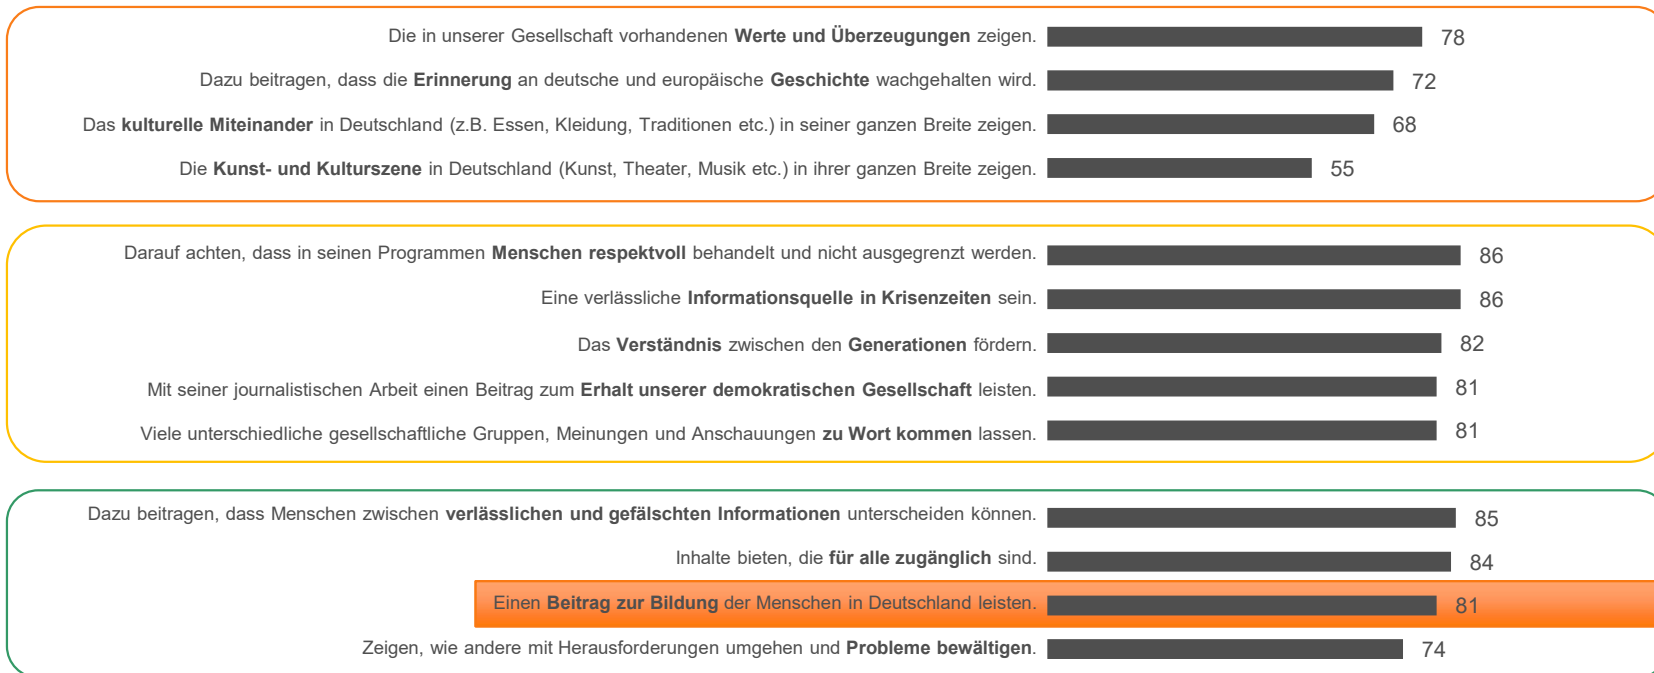 Die in unserer Gesellschaft vorhandenen Werte und Überzeugungen zeigen. 78
Dazu beitragen, dass die Erinnerung an deutsche und europäische Geschichte wachgehalten wird. 72
Das kulturelle Miteinander in Deutschland (z.B. Essen, Kleidung, Traditionen etc.) in seiner ganzen Breite zeigen. 68
Die Kunst- und Kulturszene in Deutschland (Kunst, Theater, Musik etc.) in ihrer ganzen Breite zeigen. 55
Darauf achten, dass in seinen Programmen Menschen respektvoll behandelt und nicht ausgegrenzt werden. 86
Eine verlässliche Informationsquelle in Krisenzeiten sein. 86
Das Verständnis zwischen den Generationen fördern. 82
Mit seiner journalistischen Arbeit einen Beitrag zum Erhalt unserer demokratischen Gesellschaft leisten. 81
Viele unterschiedliche gesellschaftliche Gruppen, Meinungen und Anschauungen zu Wort kommen lassen. 81
Dazu beitragen, dass Menschen zwischen verlässlichen und gefälschten Informationen unterscheiden können. 85
Inhalte bieten, die für alle zugänglich sind. 84
Einen Beitrag zur Bildung der Menschen in Deutschland leisten. 81
Zeigen, wie andere mit Herausforderungen umgehen und Probleme bewältigen. 74